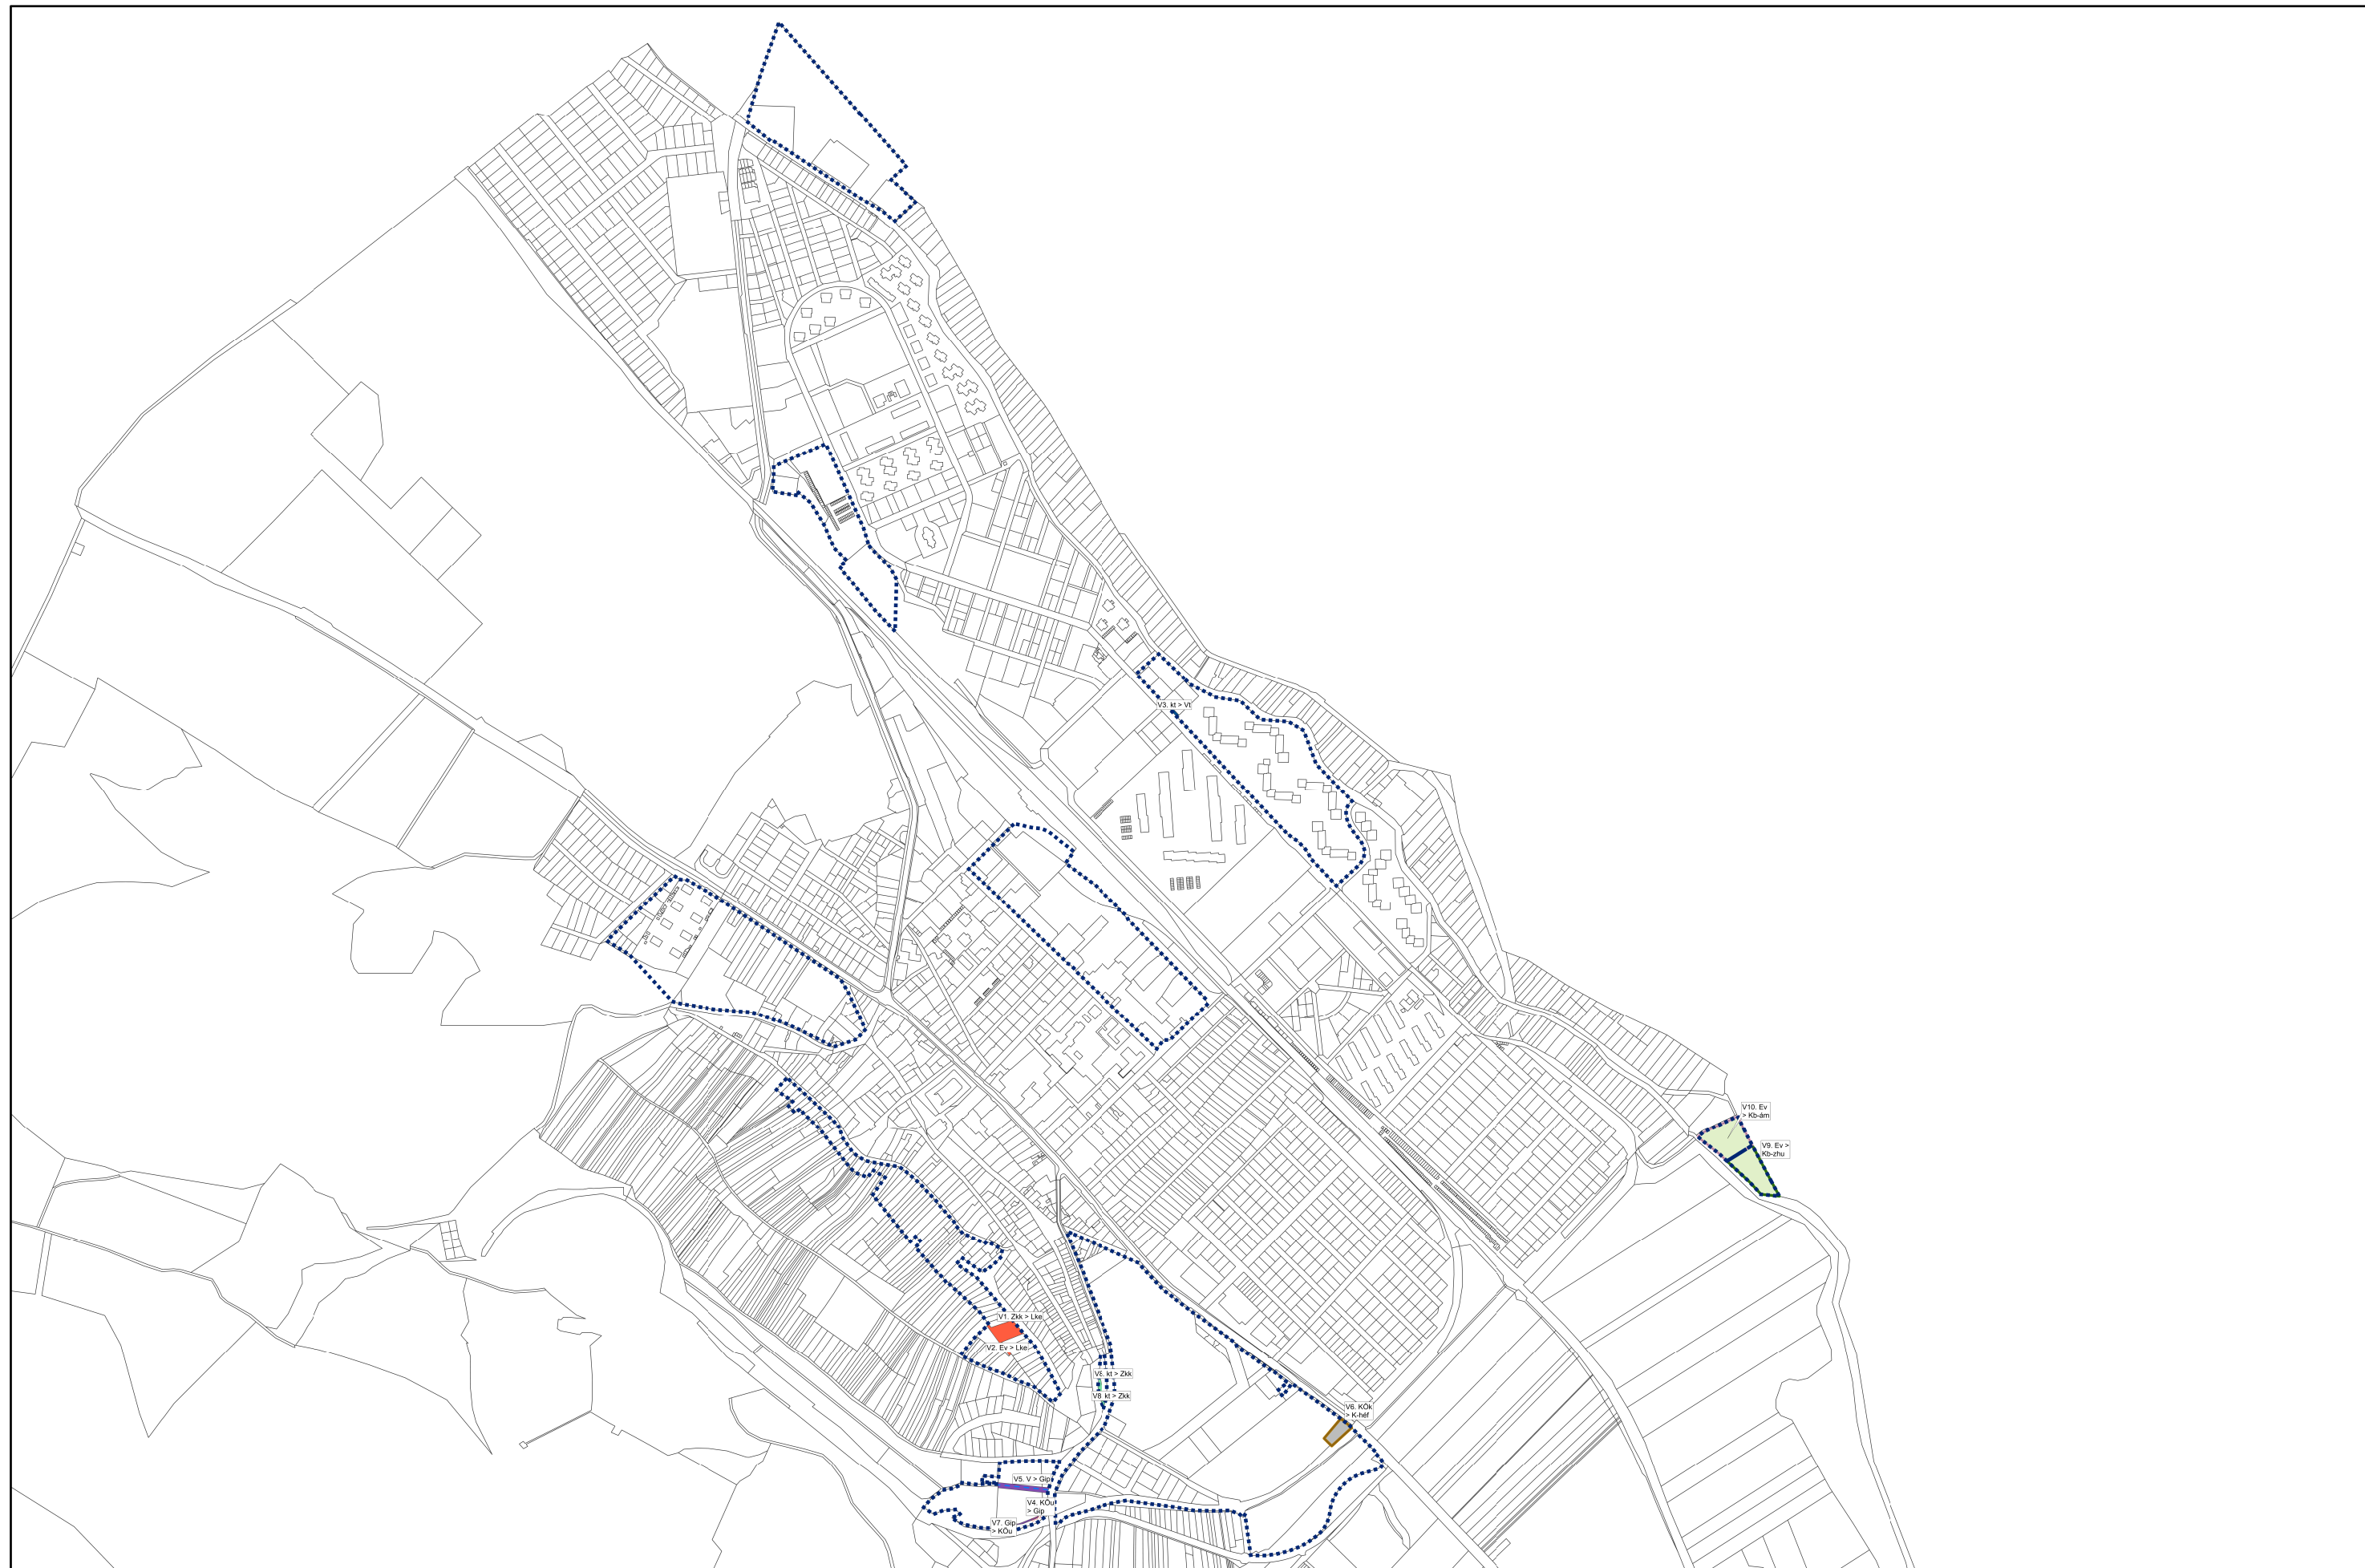 V3. kt > Vt
V10. Ev
> Kb-ám
V9. Ev >
Kb-zhu
V1. Zkk > Lke
V2. Ev > Lke
V8. kt > Zkk
V8. kt > Zkk
V6. KÖk
> K-héf
V5. V > Gip
V4. KÖu
> Gip
V7. Gip
> KÖu